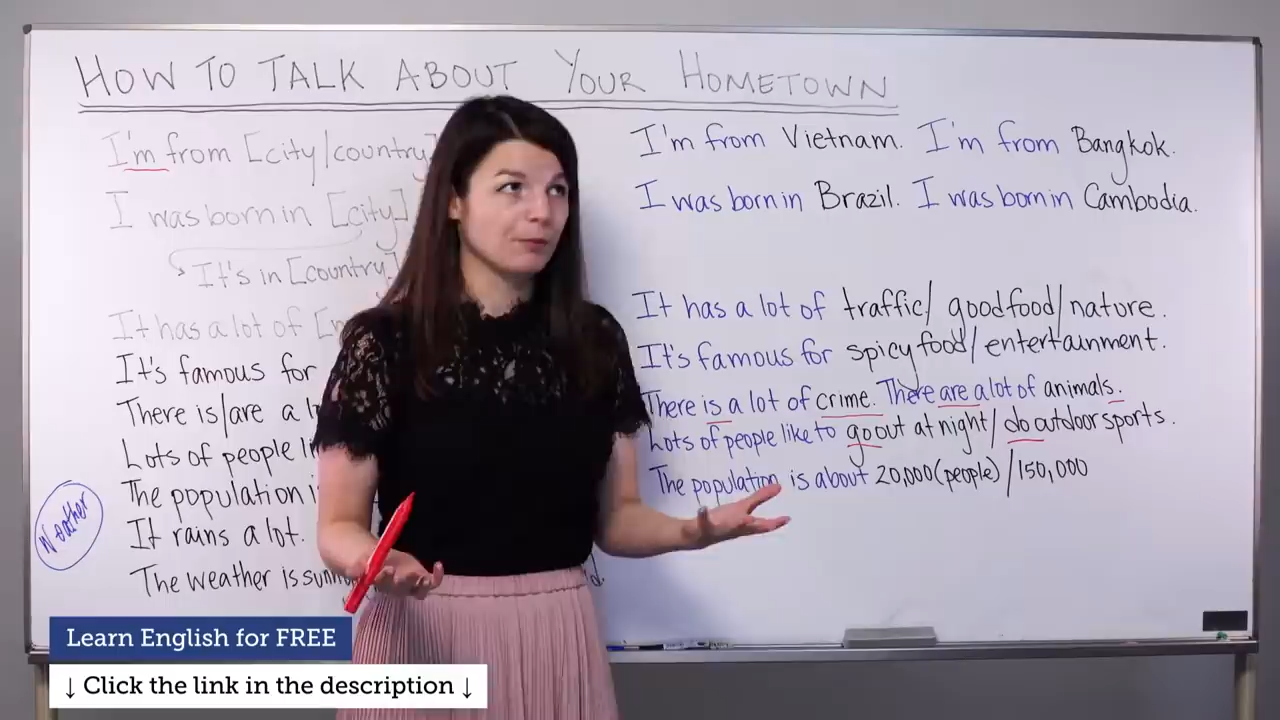 HOW TO TALK ABOUT YOUR HOMETOWN
I'm from [city/country]
I was born in [city]
It's in [country]
It has a lot of [n
It's famous for
There is/are a l
Lots of people
The population i
It rains a lot.
The weather is sunn d.
Weather
I'm from Vietnam. I'm from Bangkok.
I was born in Brazil. I was born in Cambodia.
It has a lot of traffic/ good food/nature.
It's famous for spicy food/entertainment.
There is a lot of crime. There are a lot of animals.
Lots of people like to go out at night/ do outdoor sports.
The population is about 20,000(people)/150,000
Learn English for FREE
↓ Click the link in the description ↓